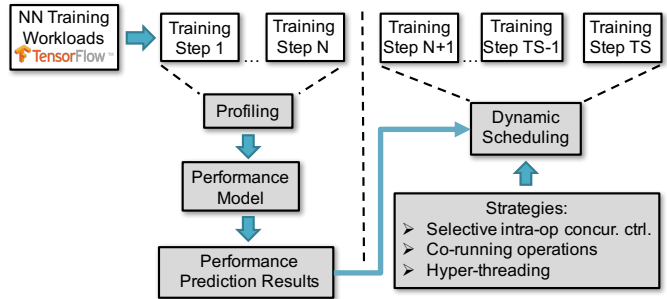 NN Training
Workloads
TensorFlow™
Training
Step 1
...
Training
Step N
Training
Step N+1
...
Training
Step TS-1
Training
Step TS
Profiling
Performance
Model
Performance
Prediction Results
Dynamic
Scheduling
Strategies:
➢ Selective intra-op concur. ctrl.
➢ Co-running operations
➢ Hyper-threading